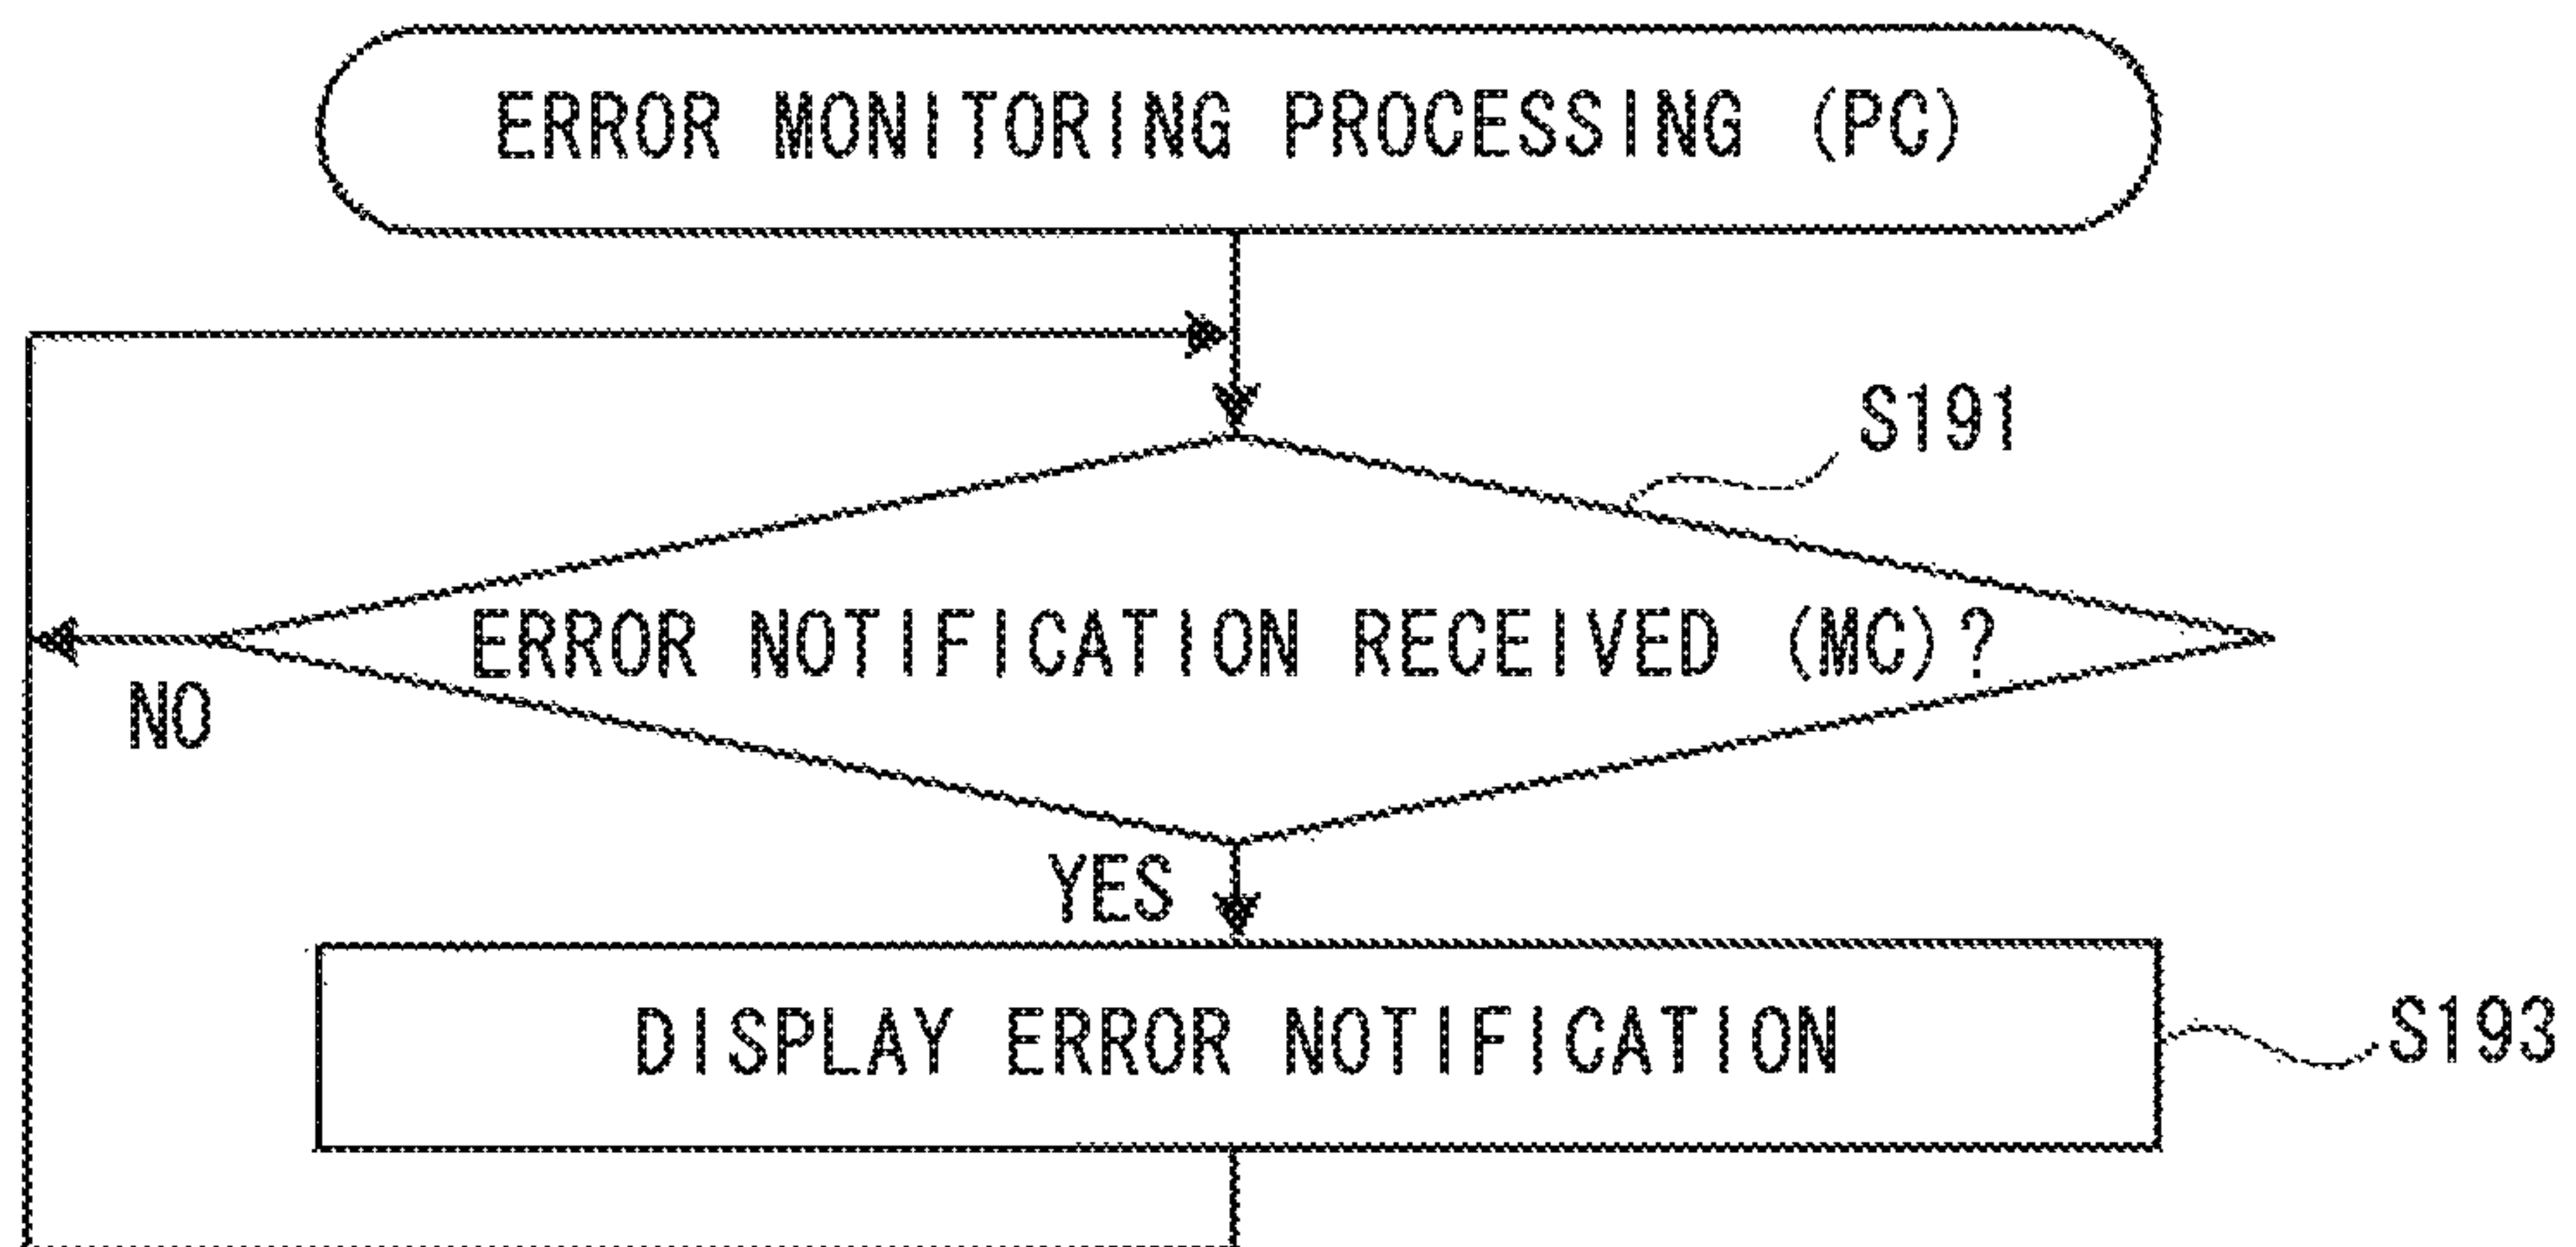 ERROR MONITORING PROCESSING (PC)
S191
ERROR NOTIFICATION RECEIVED (MC)?
NO
YES
DISPLAY ERROR NOTIFICATION
S193